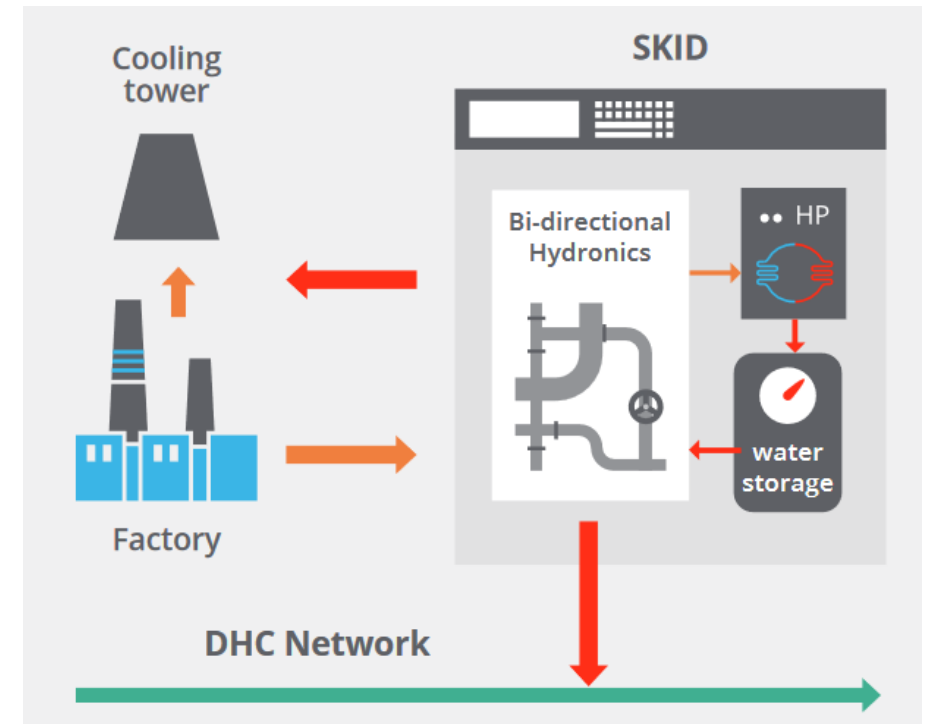 Cooling
tower
SKID
Bi-directional
Hydronics
HP
water
storage
Factory
DHC Network